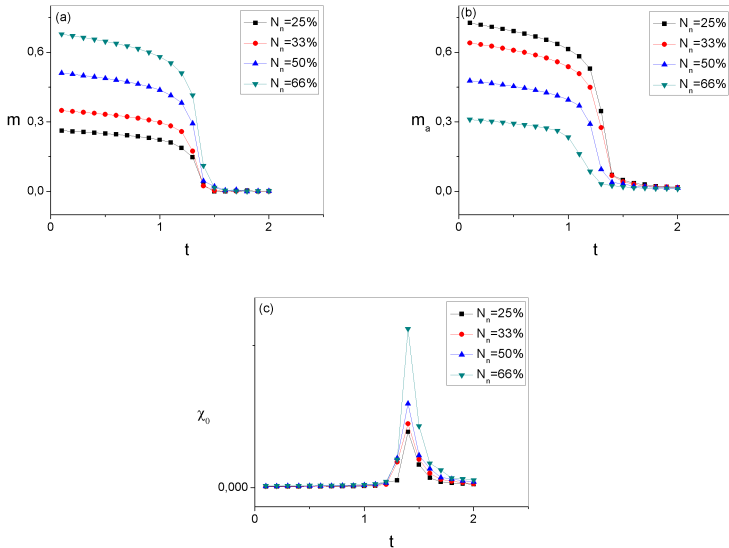 (a)
N_n=25%
N_n=33%
N_n=50%
N_n=66%
0,6
0,3
0,0
m
0
1
2
t
(b)
N_n=25%
N_n=33%
N_n=50%
N_n=66%
0,6
0,3
0,0
m_a
0
1
2
t
(c)
N_n=25%
N_n=33%
N_n=50%
N_n=66%
χ_0
0,000
0
1
2
t